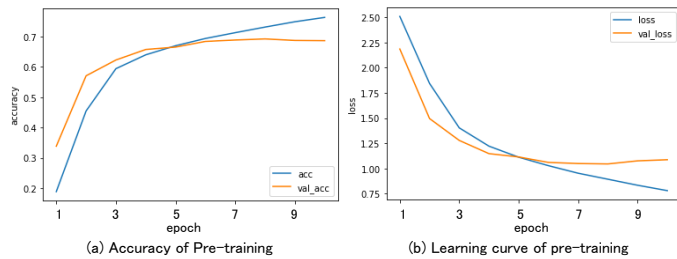 0.7
0.6
0.5
0.4
0.3
0.2
accuracy
acc
val_acc
1 3 5 7 9
epoch
(a) Accuracy of Pre-training
2.50
2.25
2.00
1.75
1.50
1.25
1.00
0.75
loss
loss
val_loss
1 3 5 7 9
epoch
(b) Learning curve of pre-training